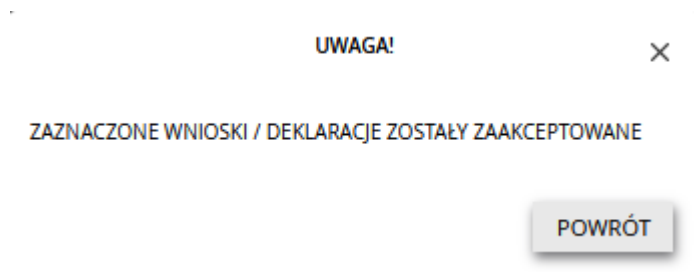 UWAGA!
ZAZNACZONE WNIOSKI / DEKLARACJE ZOSTAŁY ZAAKCEPTOWANE
POWRÓT